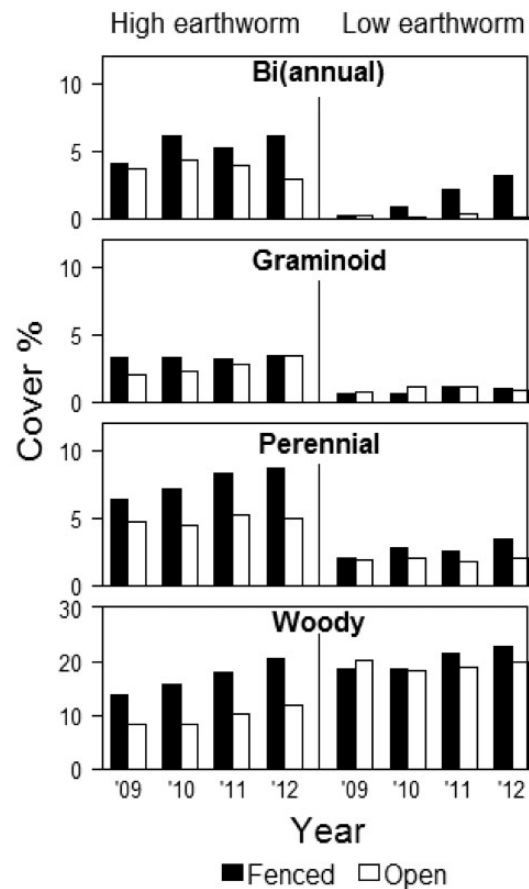 High earthworm Low earthworm
Bi(annual)
10
5
0
Graminoid
10
5
0
Perennial
10
5
0
Woody
30
20
10
0
Cover %
'09 '10 '11 '12 '09 '10 '11 '12
Year
Fenced Open